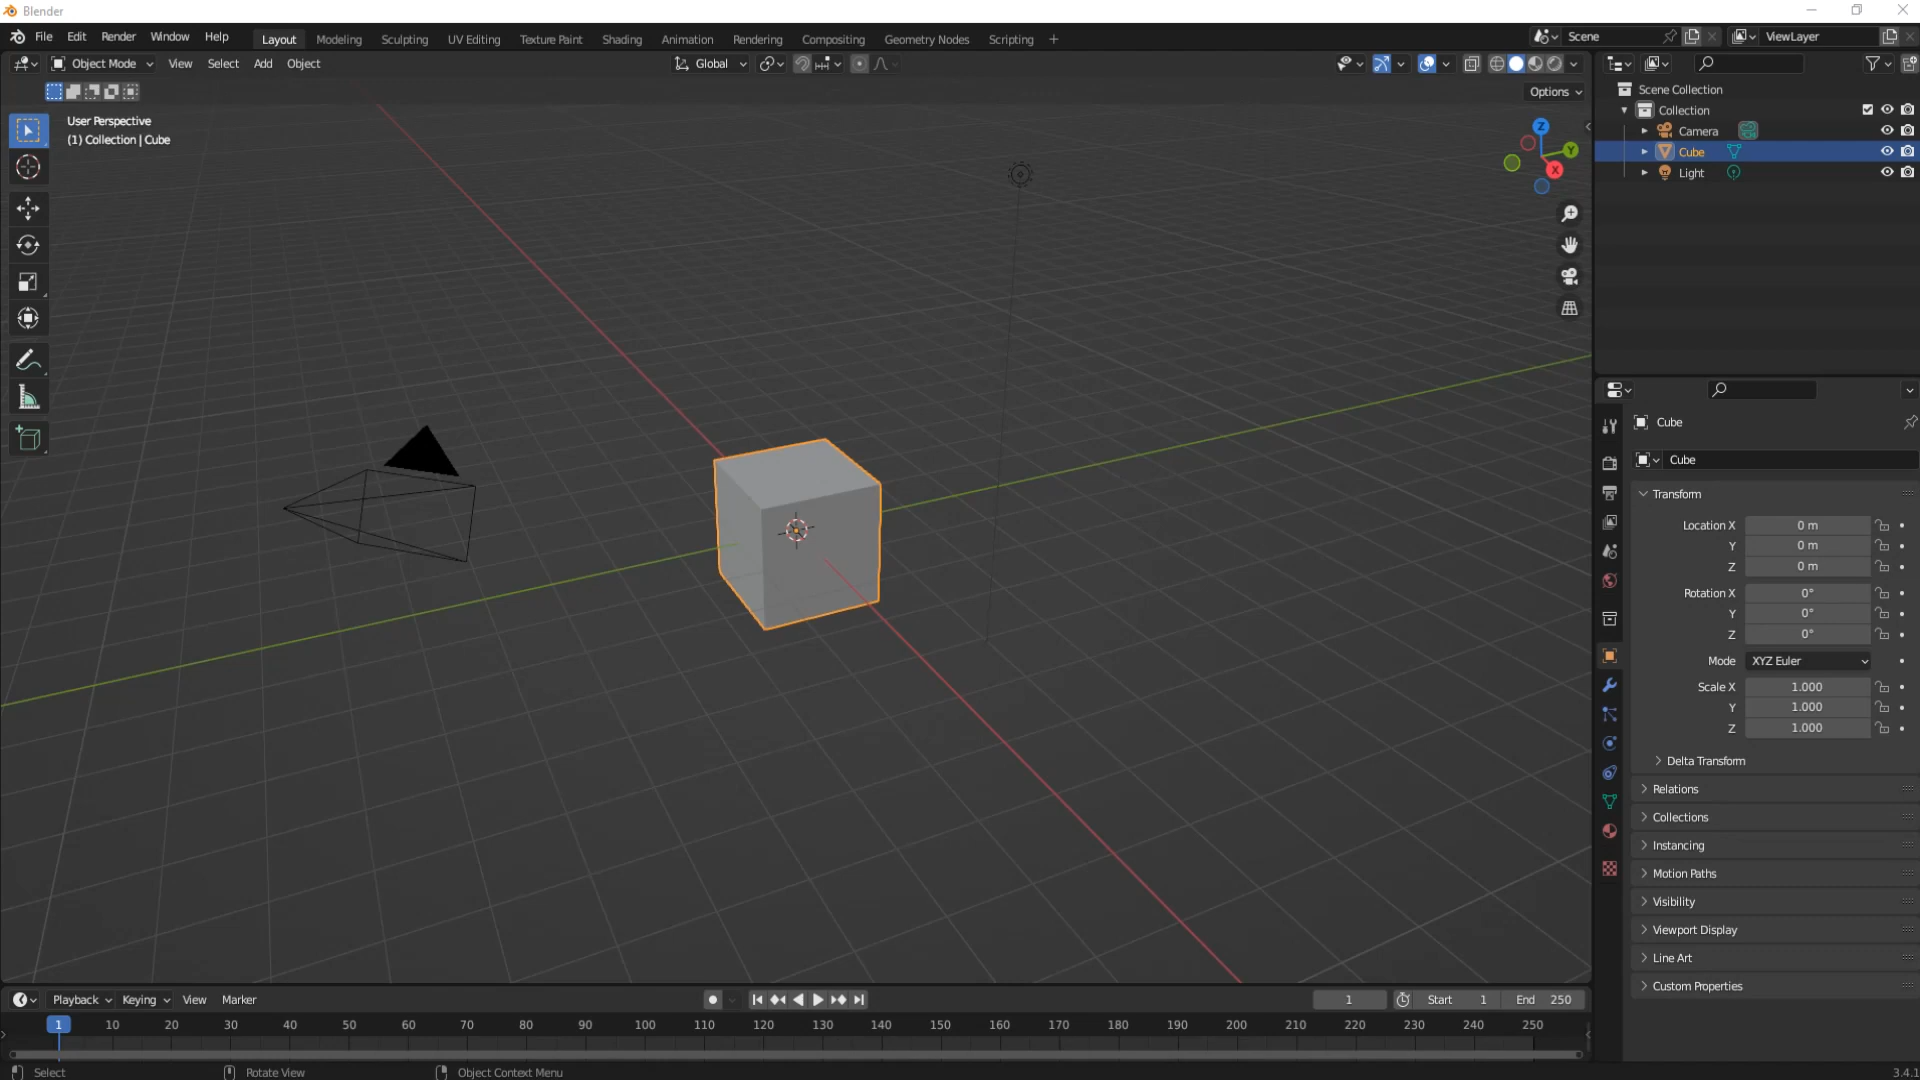 Blender
File Edit Render Window Help Layout Modeling Sculpting UV Editing Texture Paint Shading Animation Rendering Compositing Geometry Nodes Scripting + Scene ViewLayer
Object Mode View Select Add Object Global
Options
User Perspective
(1) Collection | Cube
Z
Y
X
Scene Collection
Collection
Camera
Cube
Light
Cube
Cube
Transform
Location X 0 m
Y 0 m
Z 0 m
Rotation X 0°
Y 0°
Z 0°
Mode XYZ Euler
Scale X 1.000
Y 1.000
Z 1.000
Delta Transform
Relations
Collections
Instancing
Motion Paths
Visibility
Viewport Display
Line Art
Custom Properties
Playback Keying View Marker 1 Start 1 End 250
1 10 20 30 40 50 60 70 80 90 100 110 120 130 140 150 160 170 180 190 200 210 220 230 240 250
Select Rotate View Object Context Menu 3.4.1